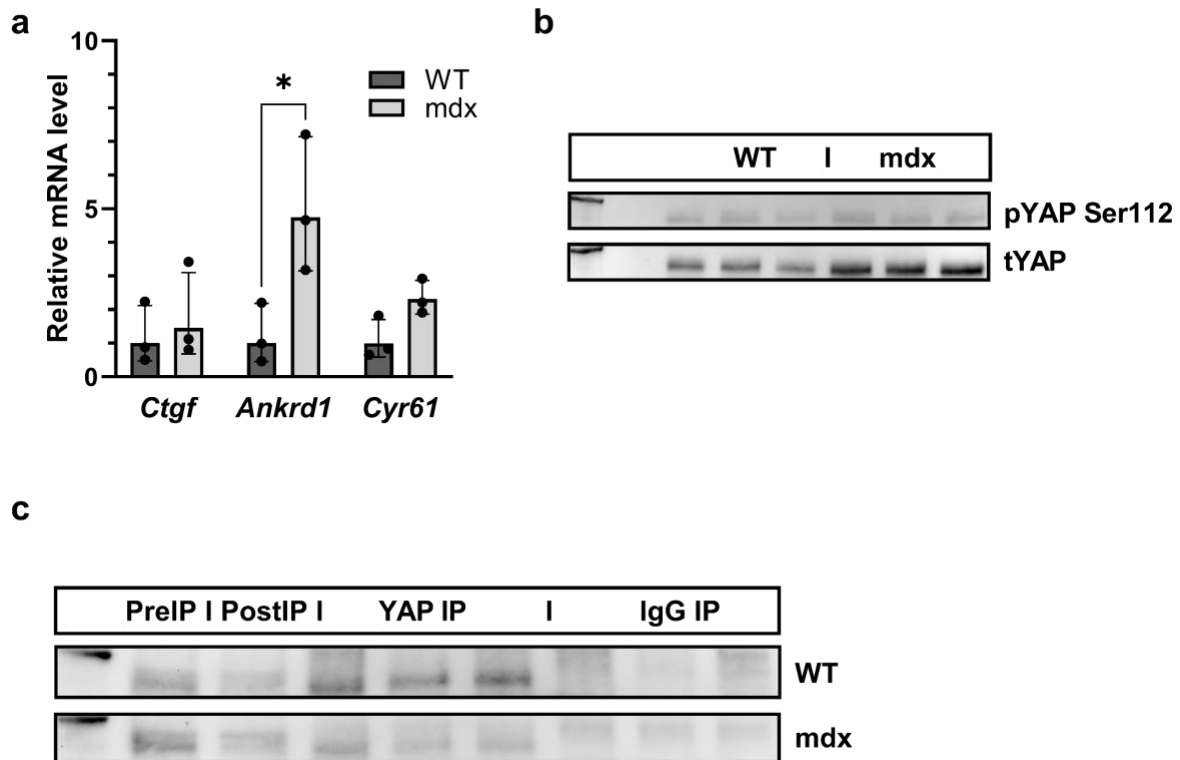 a
10
5
0
Relative mRNA level
*
WT
mdx
Ctgf Ankrd1 Cyr61
b
WT I mdx
pYAP Ser112
tYAP
c
PreIP I PostIP I YAP IP I IgG IP
WT
mdx